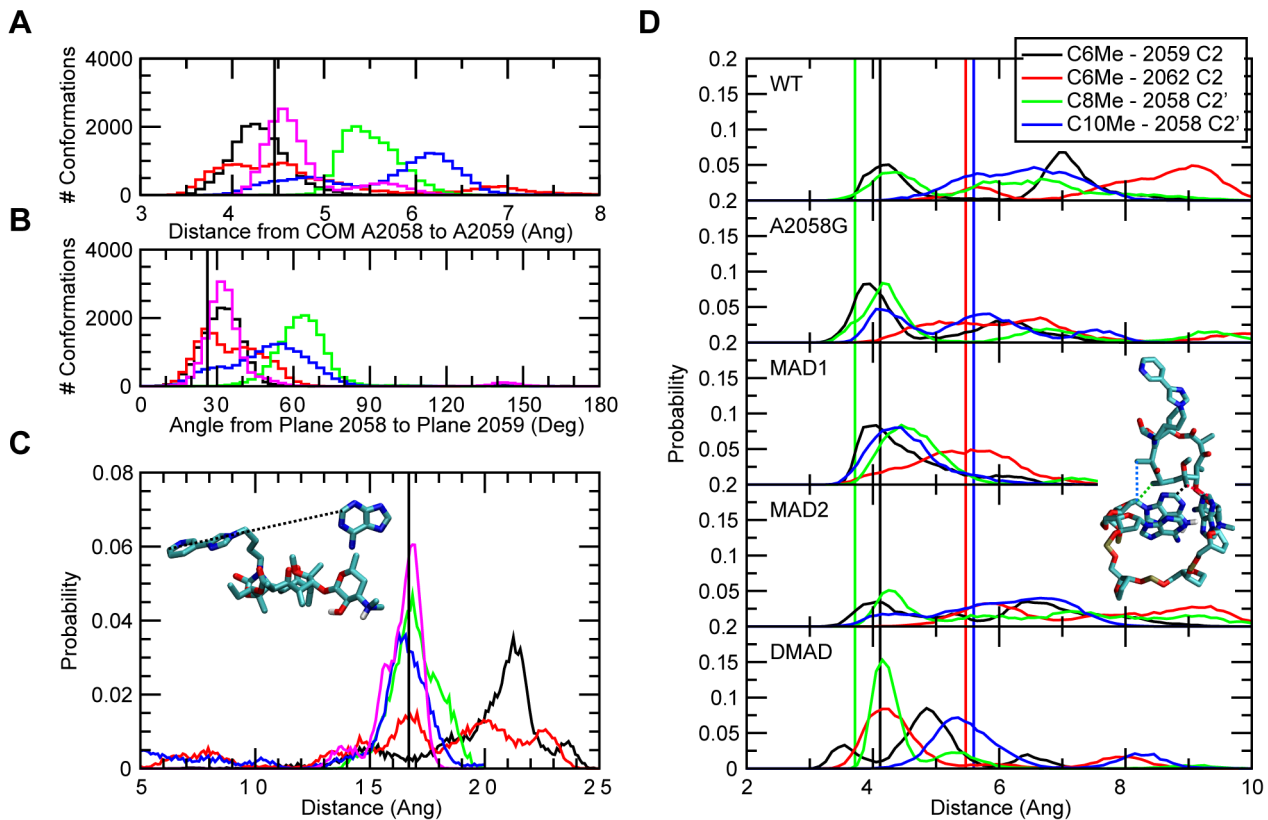 A
# Conformations
4000
2000
0
3
4
5
6
7
8
Distance from COM A2058 to A2059 (Ang)
B
# Conformations
4000
2000
0
0
30
60
90
120
150
180
Angle from Plane 2058 to Plane 2059 (Deg)
C
Probability
0.08
0.06
0.04
0.02
0
5
10
15
20
25
Distance (Ang)
D
C6Me - 2059 C2
C6Me - 2062 C2
C8Me - 2058 C2'
C10Me - 2058 C2'
Probability
0.2
WT
0.15
0.1
0.05
0.2
A2058G
0.15
0.1
0.05
0.2
MAD1
0.15
0.1
0.05
0.2
MAD2
0.15
0.1
0.05
0.2
DMAD
0.15
0.1
0.05
0
2
4
6
8
10
Distance (Ang)